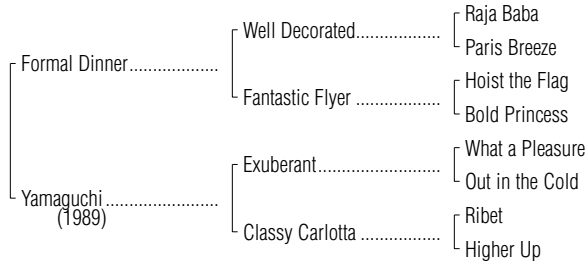 Raja Baba
Well Decorated
Paris Breeze
Formal Dinner
Hoist the Flag
Fantastic Flyer
Bold Princess
What a Pleasure
Exuberant
Out in the Cold
Yamaguchi
(1989)
Ribet
Classy Carlotta
Higher Up